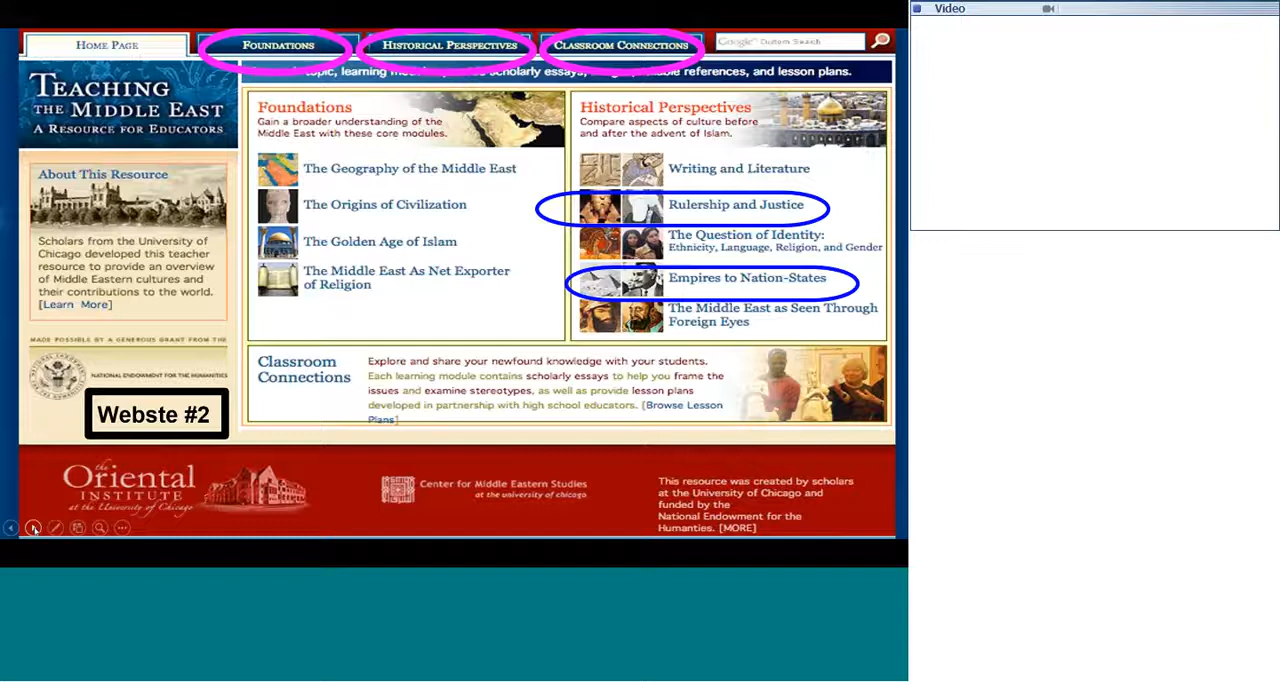 Video
HOME PAGE
FOUNDATIONS
HISTORICAL PERSPECTIVES
CLASSROOM CONNECTIONS
Google™ Custom Search
topic, learning scholarly essays, references, and lesson plans.
TEACHING
THE MIDDLE EAST
A RESOURCE FOR EDUCATORS
About This Resource
Scholars from the University of
Chicago developed this teacher
resource to provide an overview
of Middle Eastern cultures and
their contributions to the world.
[Learn More]
MADE POSSIBLE BY A GENEROUS GRANT FROM THE
NATIONAL ENDOWMENT FOR THE HUMANITIES
Webste #2
Foundations
Gain a broader understanding of the
Middle East with these core modules.
The Geography of the Middle East
The Origins of Civilization
The Golden Age of Islam
The Middle East As Net Exporter
of Religion
Historical Perspectives
Compare aspects of culture before
and after the advent of Islam.
Writing and Literature
Rulership and Justice
The Question of Identity:
Ethnicity, Language, Religion, and Gender
Empires to Nation-States
The Middle East as Seen Through
Foreign Eyes
Classroom
Connections
Explore and share your newfound knowledge with your students.
Each learning module contains scholarly essays to help you frame the
issues and examine stereotypes, as well as provide lesson plans
developed in partnership with high school educators. [Browse Lesson
Plans]
the
Oriental
INSTITUTE
at the University of Chicago
Center for Middle Eastern Studies
at the university of chicago
This resource was created by scholars
at the University of Chicago and
funded by the
National Endowment for the
Humanities. [MORE]